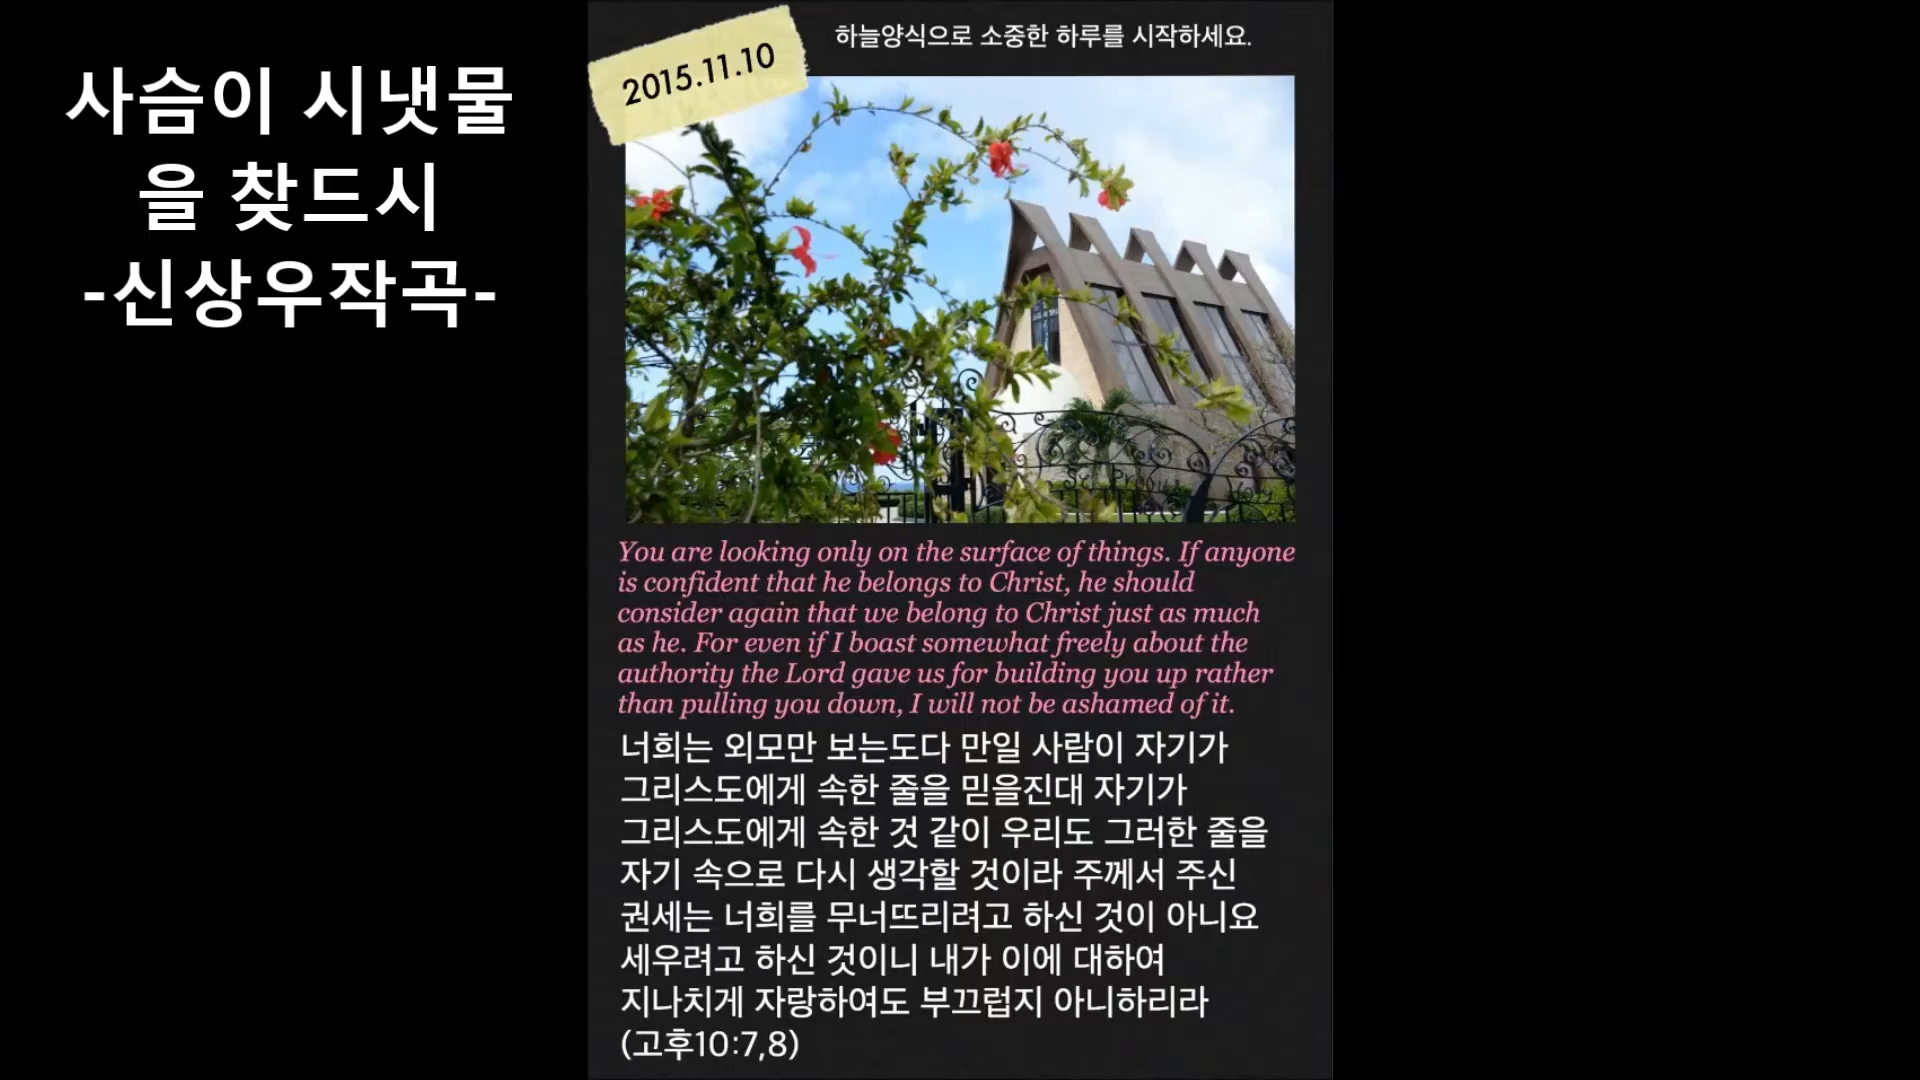 사슴이 시냇물
을 찾드시
-신상우작곡-
2015.11.10
하늘양식으로 소중한 하루를 시작하세요.
You are looking only on the surface of things. If anyone
is confident that he belongs to Christ, he should
consider again that we belong to Christ just as much
as he. For even if I boast somewhat freely about the
authority the Lord gave us for building you up rather
than pulling you down, I will not be ashamed of it.
너희는 외모만 보는도다 만일 사람이 자기가
그리스도에게 속한 줄을 믿을진대 자기가
그리스도에게 속한 것 같이 우리도 그러한 줄을
자기 속으로 다시 생각할 것이라 주께서 주신
권세는 너희를 무너뜨리려고 하신 것이 아니요
세우려고 하신 것이니 내가 이에 대하여
지나치게 자랑하여도 부끄럽지 아니하리라
(고후10:7,8)